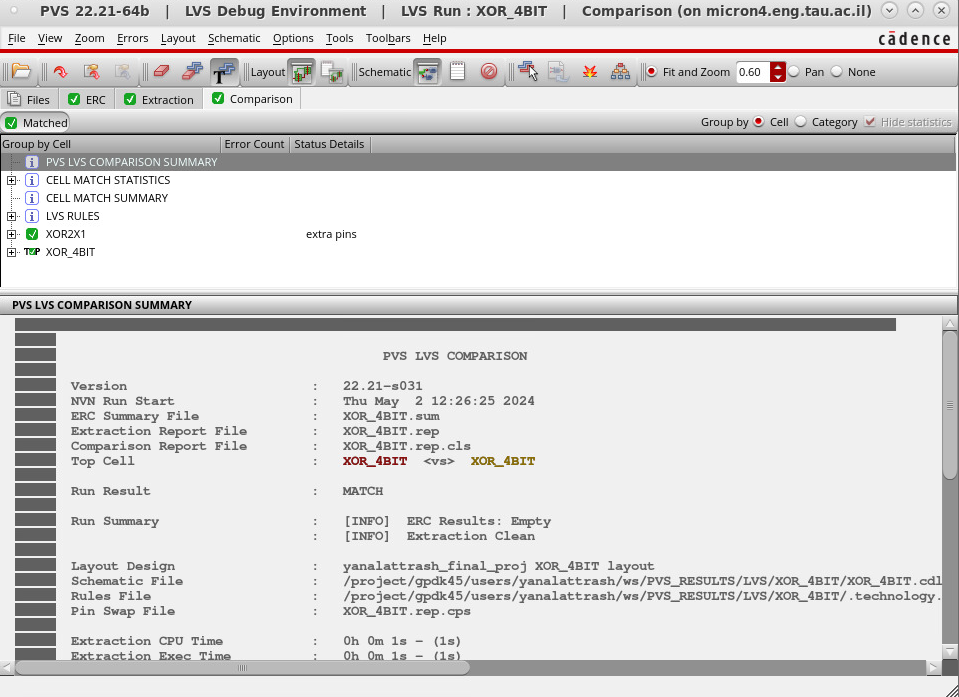 PVS 22.21-64b | LVS Debug Environment | LVS Run : XOR_4BIT | Comparison (on micron4.eng.tau.ac.il)
File View Zoom Errors Layout Schematic Options Tools Toolbars Help
cādence
T Layout Schematic Fit and Zoom 0.60 Pan None
Files ERC Extraction Comparison
Matched Group by Cell Category Hide statistics
Group by Cell Error Count Status Details
PVS LVS COMPARISON SUMMARY
CELL MATCH STATISTICS
CELL MATCH SUMMARY
LVS RULES
XOR2X1 extra pins
TOP XOR_4BIT
PVS LVS COMPARISON SUMMARY
PVS LVS COMPARISON
Version : 22.21-s031
NVN Run Start : Thu May 2 12:26:25 2024
ERC Summary File : XOR_4BIT.sum
Extraction Report File : XOR_4BIT.rep
Comparison Report File : XOR_4BIT.rep.cls
Top Cell : XOR_4BIT <vs> XOR_4BIT
Run Result : MATCH
Run Summary : [INFO] ERC Results: Empty
: [INFO] Extraction Clean
Layout Design : yanalattrash_final_proj XOR_4BIT layout
Schematic File : /project/gpdk45/users/yanalattrash/ws/PVS_RESULTS/LVS/XOR_4BIT/XOR_4BIT.cdl
Rules File : /project/gpdk45/users/yanalattrash/ws/PVS_RESULTS/LVS/XOR_4BIT/.technology.
Pin Swap File : XOR_4BIT.rep.cps
Extraction CPU Time : 0h 0m 1s - (1s)
Extraction Exec Time : 0h 0m 1s - (1s)